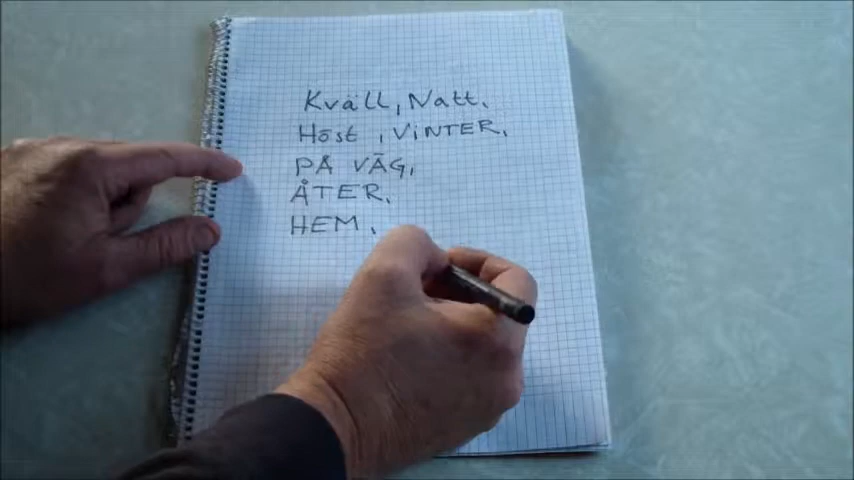 Kväll, Natt,
Höst, VINTER,
PÅ VÄG,
ÅTER,
HEM,